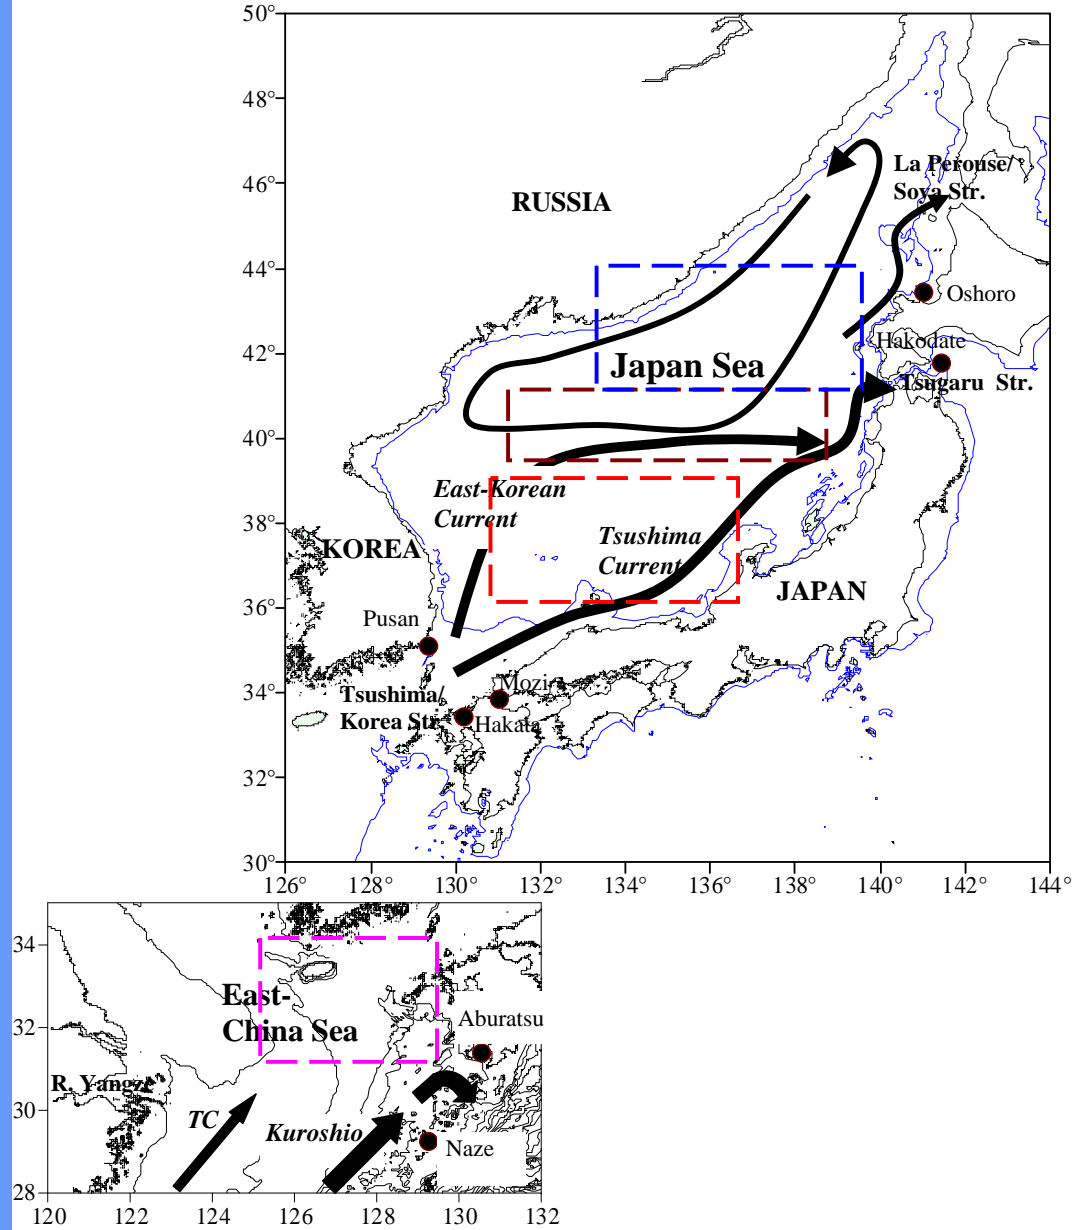 50°
48°
46°
44°
42°
40°
38°
36°
34°
32°
30°
126°
128
130
132
134
136
138
140
142
144°
La Perouse/
Soya Str.
RUSSIA
Oshoro
Hakodate
Japan Sea
Tsugaru Str.
East-Korean
Current
KOREA
Tsushima
Current
JAPAN
Pusan
Mozi
Tsushima/
Korea Str.
Hakata
34
32
30
28
East-
China Sea
Aburatsu
R. Yangze
TC
Kuroshio
Naze
120
122
124
126
128
130
132